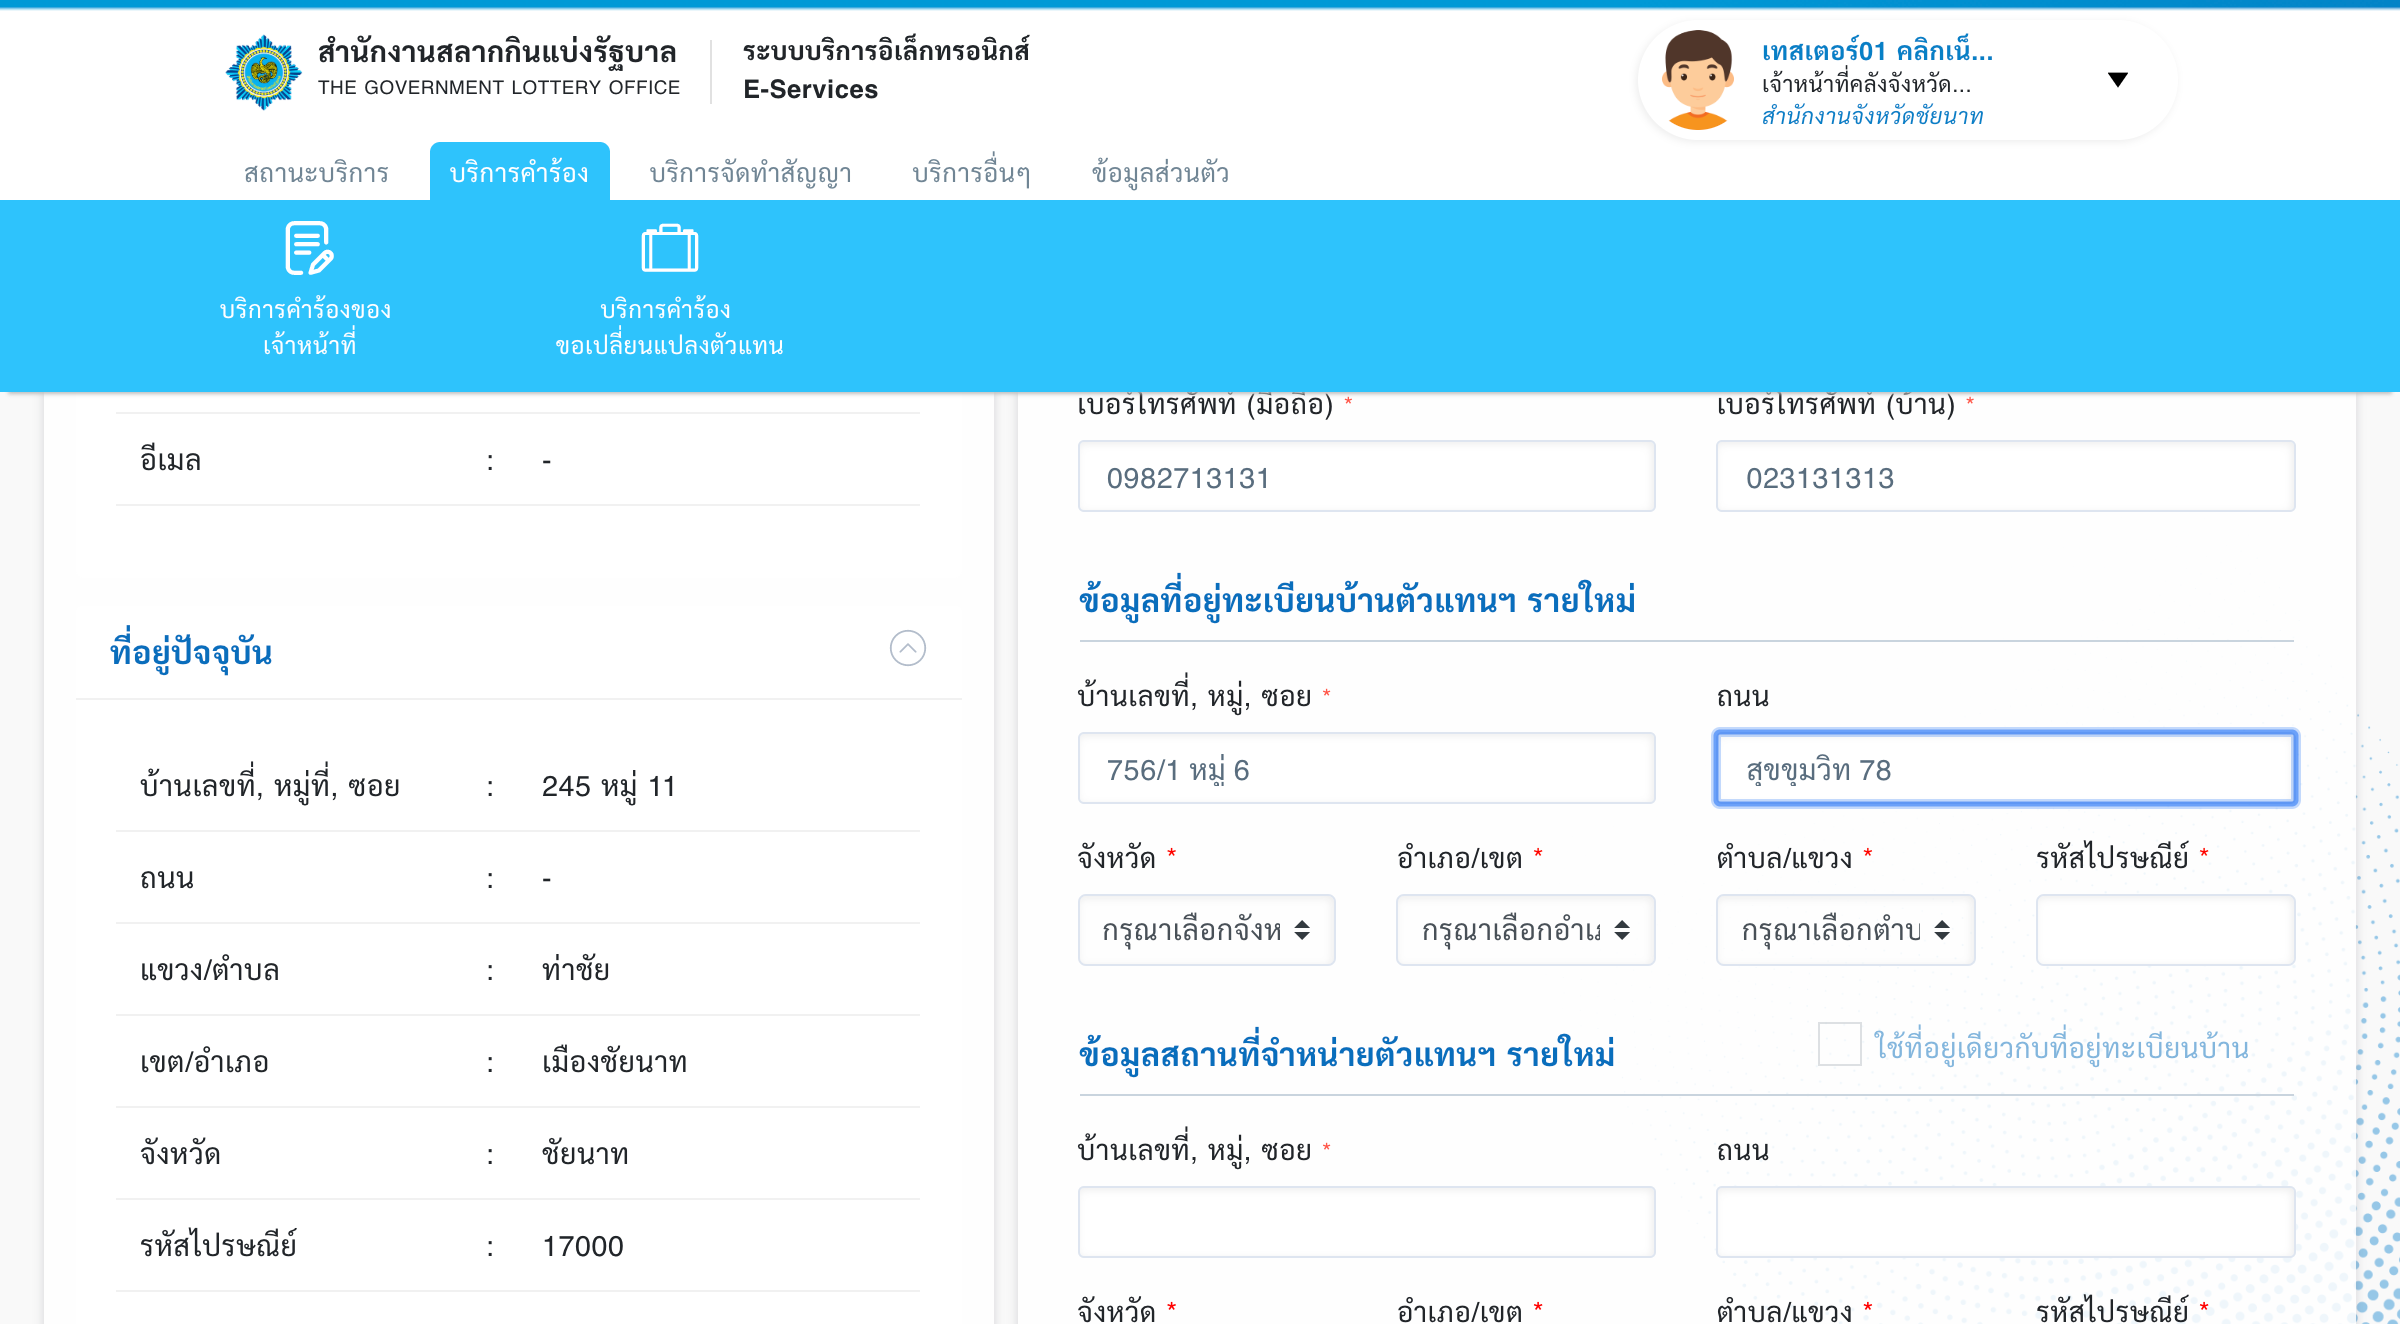 สำนักงานสลากกินแบ่งรัฐบาล
THE GOVERNMENT LOTTERY OFFICE
ระบบบริการอิเล็กทรอนิกส์
E-Services
เทสเตอร์01 คลิกเน็...
เจ้าหน้าที่คลังจังหวัด...
สำนักงานจังหวัดชัยนาท
สถานะบริการ
บริการคำร้อง
บริการจัดทำสัญญา
บริการอื่นๆ
ข้อมูลส่วนตัว
บริการคำร้องของ
เจ้าหน้าที่
บริการคำร้อง
ขอเปลี่ยนแปลงตัวแทน
อีเมล : -
ที่อยู่ปัจจุบัน
บ้านเลขที่, หมู่ที่, ซอย : 245 หมู่ 11
ถนน : -
แขวง/ตำบล : ท่าชัย
เขต/อำเภอ : เมืองชัยนาท
จังหวัด : ชัยนาท
รหัสไปรษณีย์ : 17000
เบอร์โทรศัพท์ (มือถือ) *
เบอร์โทรศัพท์ (บ้าน) *
0982713131
023131313
ข้อมูลที่อยู่ทะเบียนบ้านตัวแทนฯ รายใหม่
บ้านเลขที่, หมู่, ซอย *
ถนน
756/1 หมู่ 6
สุขขุมวิท 78
จังหวัด *
อำเภอ/เขต *
ตำบล/แขวง *
รหัสไปรษณีย์ *
กรุณาเลือกจังห
กรุณาเลือกอำเภ
กรุณาเลือกตำบ
ข้อมูลสถานที่จำหน่ายตัวแทนฯ รายใหม่
ใช้ที่อยู่เดียวกับที่อยู่ทะเบียนบ้าน
บ้านเลขที่, หมู่, ซอย *
ถนน
จังหวัด *
อำเภอ/เขต *
ตำบล/แขวง *
รหัสไปรษณีย์ *